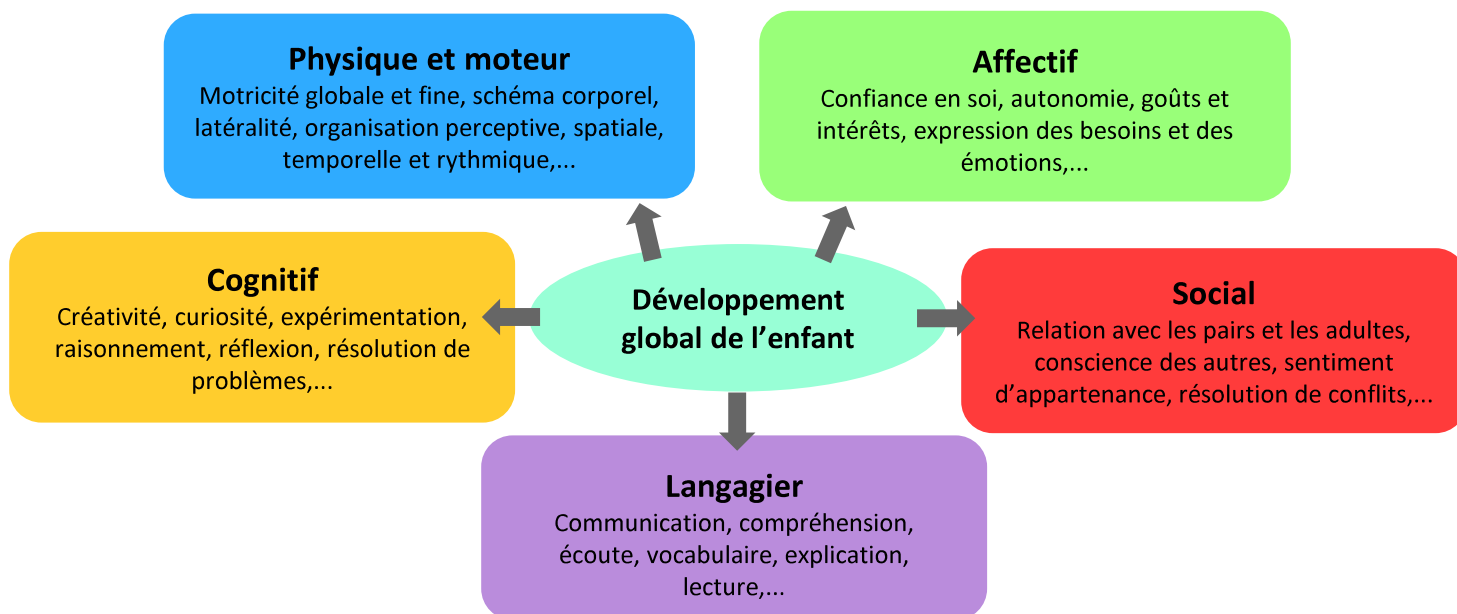 Physique et moteur
Motricité globale et fine, schéma corporel,
latéralité, organisation perceptive, spatiale,
temporelle et rythmique,...
Affectif
Confiance en soi, autonomie, goûts et
intérêts, expression des besoins et des
émotions,...
Cognitif
Créativité, curiosité, expérimentation,
raisonnement, réflexion, résolution de
problèmes,...
Développement
global de l’enfant
Social
Relation avec les pairs et les adultes,
conscience des autres, sentiment
d’appartenance, résolution de conflits,...
Langagier
Communication, compréhension,
écoute, vocabulaire, explication,
lecture,...